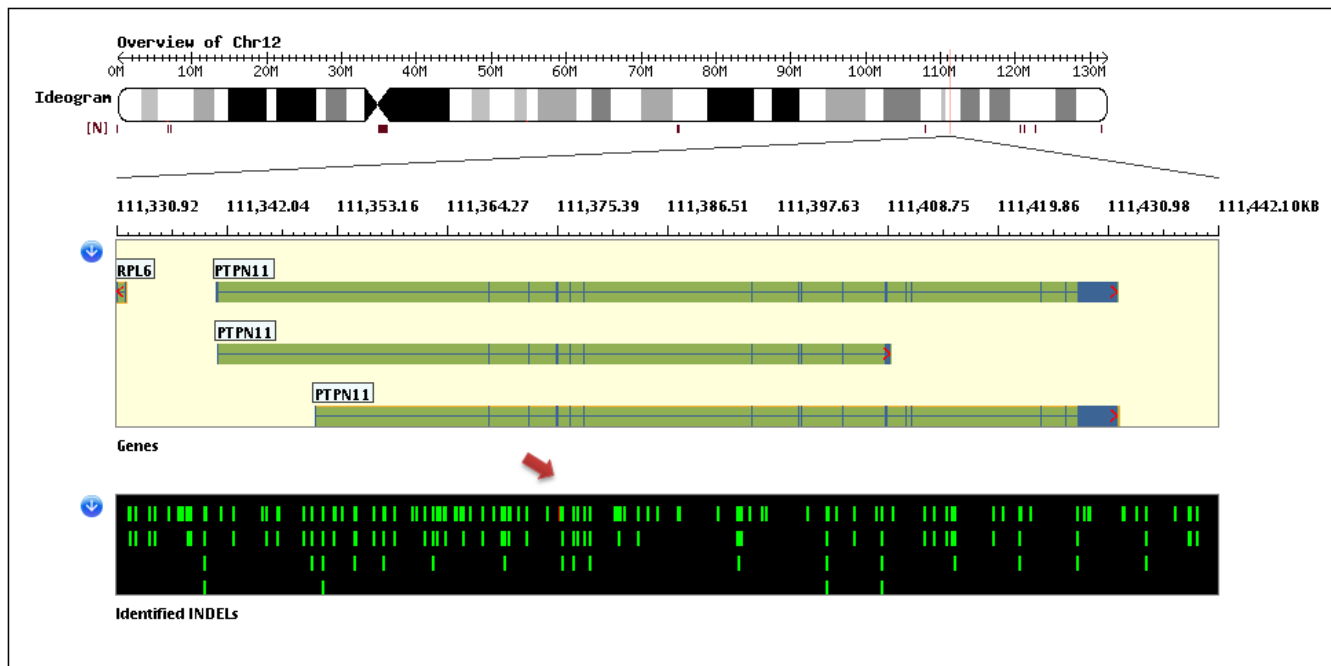 Overview of Chr12
0M 10M 20M 30M 40M 50M 60M 70M 80M 90M 100M 110M 120M 130M
Ideogram
[N]
111,330.92 111,342.04 111,353.16 111,364.27 111,375.39 111,386.51 111,397.63 111,408.75 111,419.86 111,430.98 111,442.10KB
RPL6 PTPN11
PTPN11
PTPN11
Genes
Identified INDELs